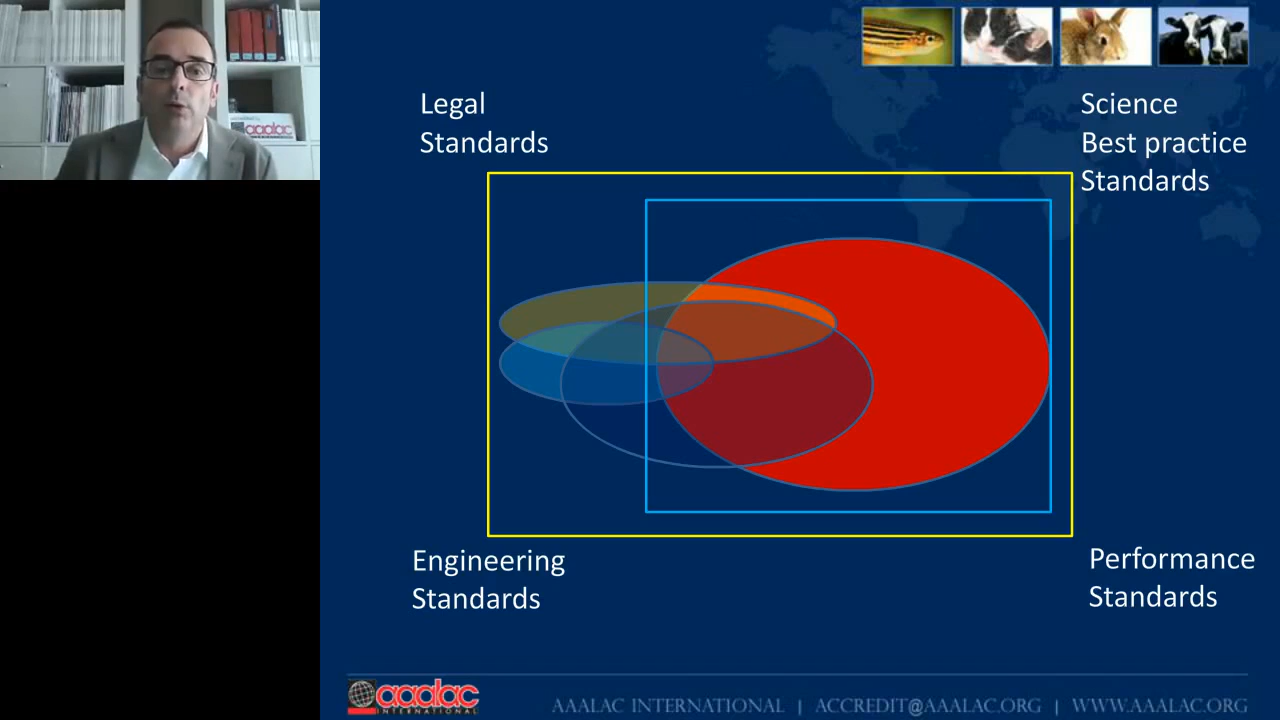 aalac
Legal
Standards
Science
Best practice
Standards
Engineering
Standards
Performance
Standards
aaalac
INTERNATIONAL
AAALAC INTERNATIONAL | ACCREDIT@AAALAC.ORG | WWW.AAALAC.ORG